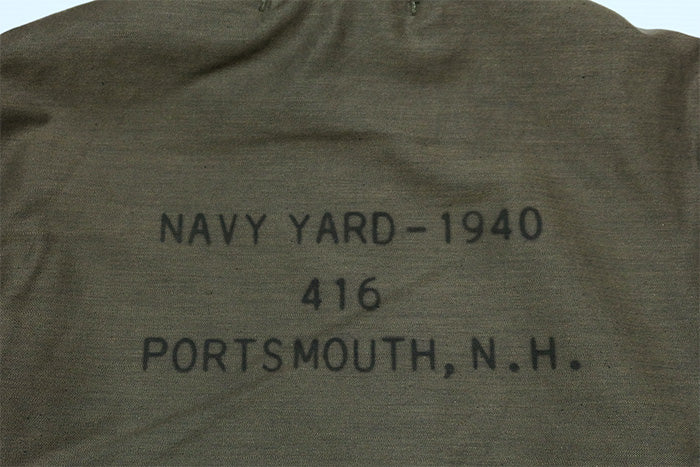 NAVY YARD-1940
416
PORTSMOUTH, N.H.